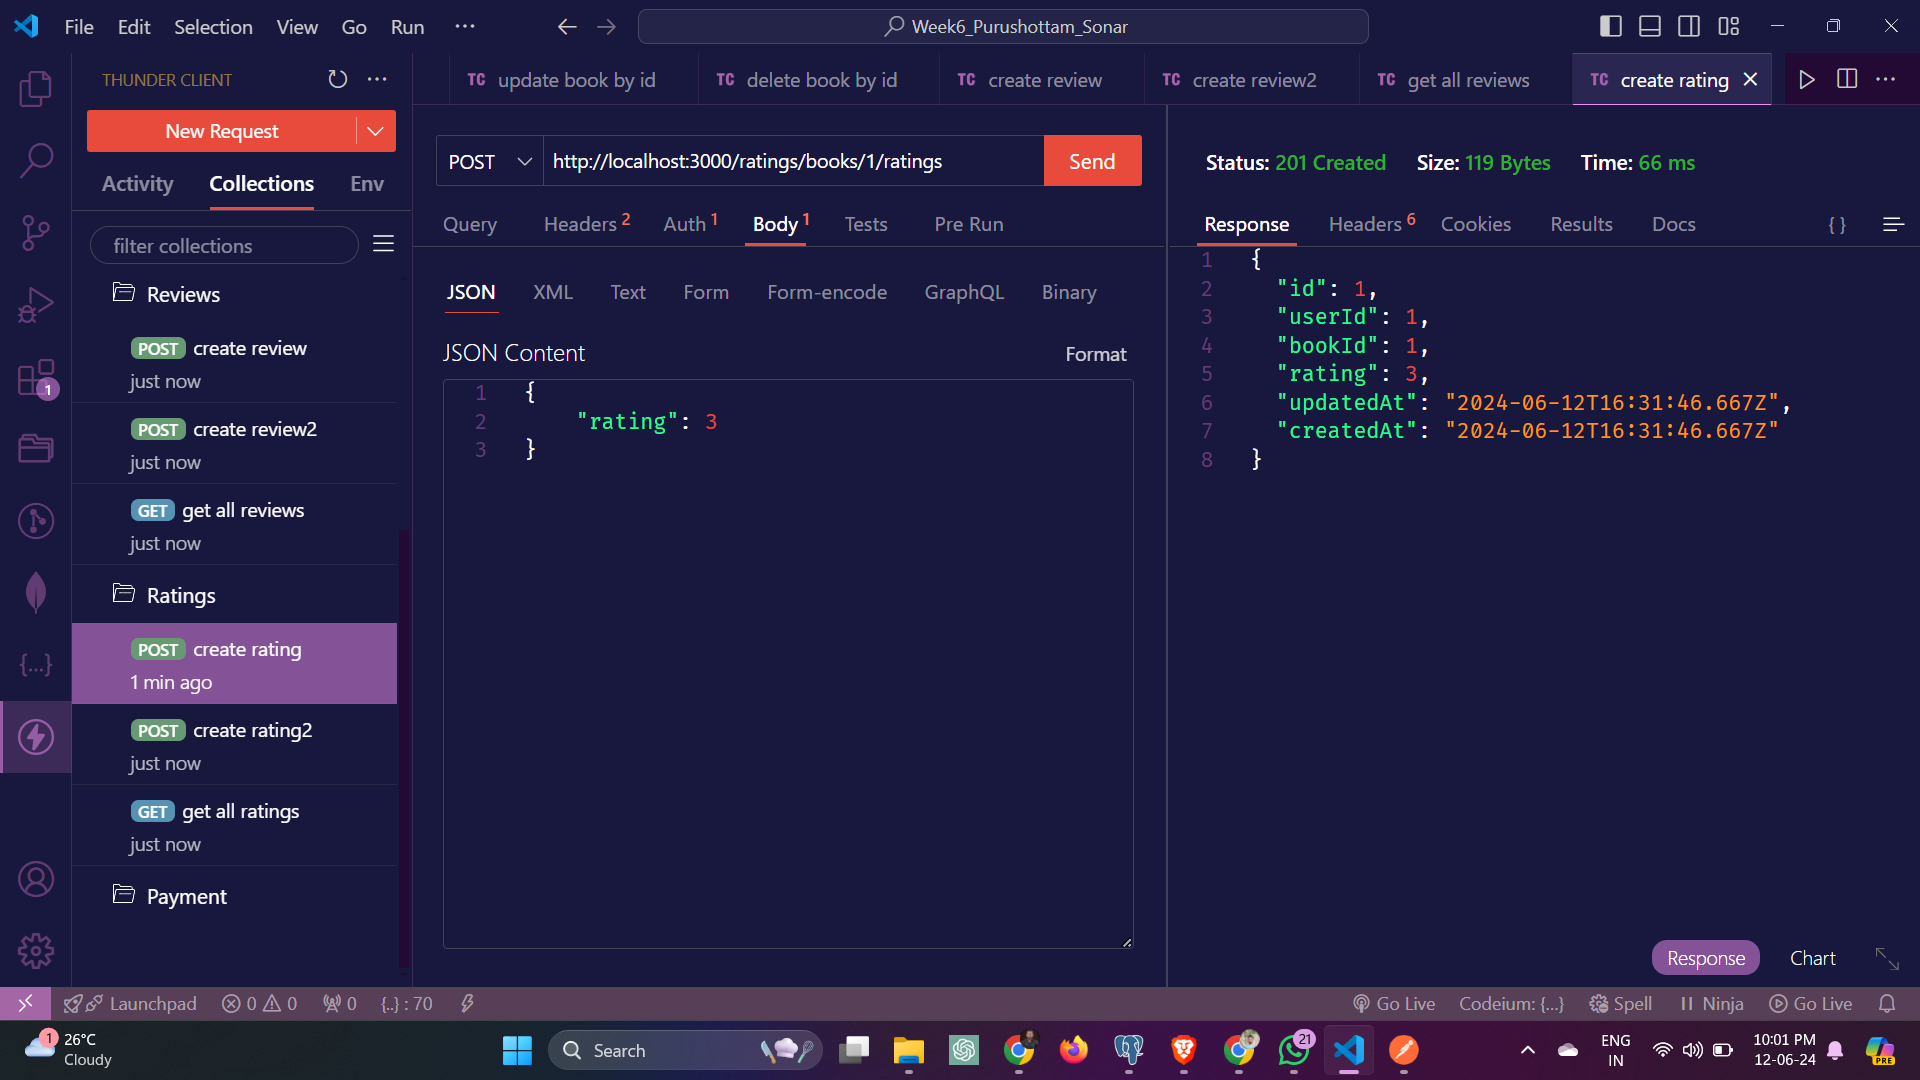 File Edit Selection View Go Run ···
Week6_Purushottam_Sonar
THUNDER CLIENT
New Request
Activity Collections Env
filter collections
Reviews
POST create review
just now
POST create review2
just now
GET get all reviews
just now
Ratings
POST create rating
1 min ago
POST create rating2
just now
GET get all ratings
just now
Payment
1
{...}
TC update book by id
TC delete book by id
TC create review
TC create review2
TC get all reviews
TC create rating
POST http://localhost:3000/ratings/books/1/ratings Send
Query Headers 2 Auth 1 Body 1 Tests Pre Run
JSON XML Text Form Form-encode GraphQL Binary
JSON Content Format
1 {
2 "rating": 3
3 }
Status: 201 Created Size: 119 Bytes Time: 66 ms
Response Headers 6 Cookies Results Docs { }
1 {
2 "id": 1,
3 "userId": 1,
4 "bookId": 1,
5 "rating": 3,
6 "updatedAt": "2024-06-12T16:31:46.667Z",
7 "createdAt": "2024-06-12T16:31:46.667Z"
8 }
Response Chart
Launchpad 0 0 0 {..} : 70
Go Live Codeium: {...} Spell Ninja Go Live
1
26°C
Cloudy
Search
21
ENG
IN
10:01 PM
12-06-24
PRE